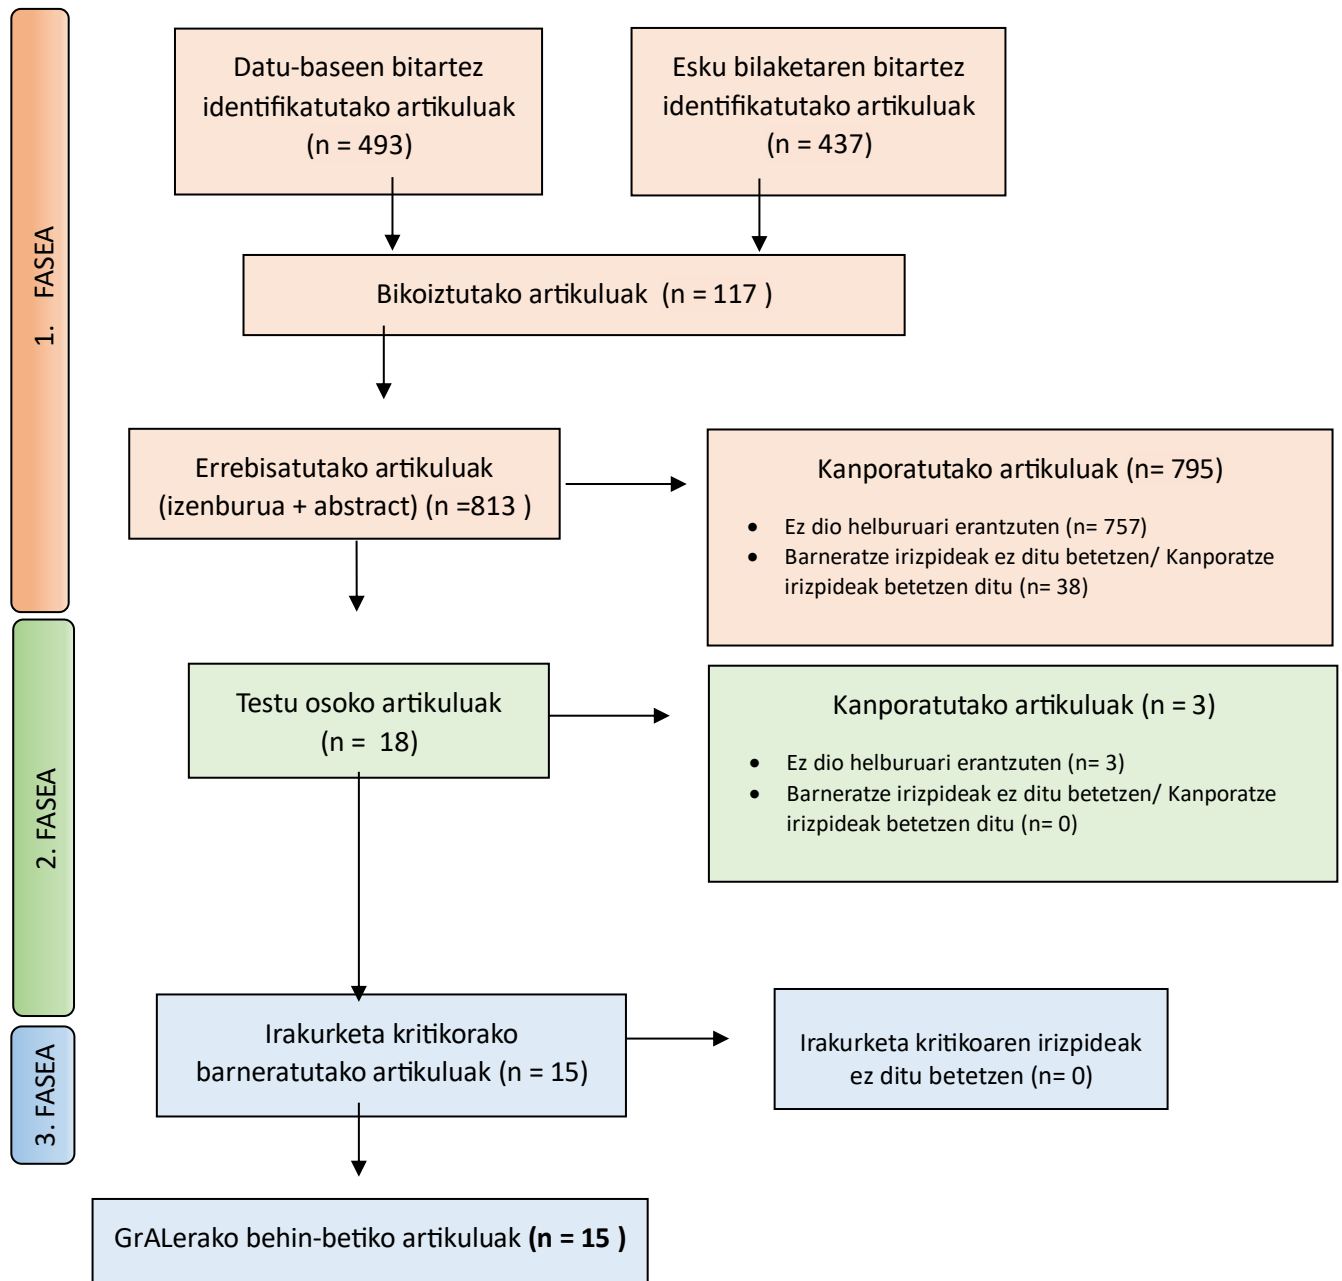 1. FASEA
Datu-baseen bitartez
identifikatutako artikuluak
(n = 493)
Esku bilaketaren bitartez
identifikatutako artikuluak
(n = 437)
Bikoiztutako artikuluak (n = 117 )
Errebisatutako artikuluak
(izenburua + abstract) (n =813 )
Kanporatutako artikuluak (n= 795)
• Ez dio helburuari erantzuten (n= 757)
• Barneratze irizpideak ez ditu betetzen/ Kanporatze
irizpideak betetzen ditu (n= 38)
2. FASEA
Testu osoko artikuluak
(n = 18)
Kanporatutako artikuluak (n = 3)
• Ez dio helburuari erantzuten (n= 3)
• Barneratze irizpideak ez ditu betetzen/ Kanporatze
irizpideak betetzen ditu (n= 0)
3. FASEA
Irakurketa kritikorako
barneratutako artikuluak (n = 15)
Irakurketa kritikoaren irizpideak
ez ditu betetzen (n= 0)
GrALerako behin-betiko artikuluak (n = 15 )